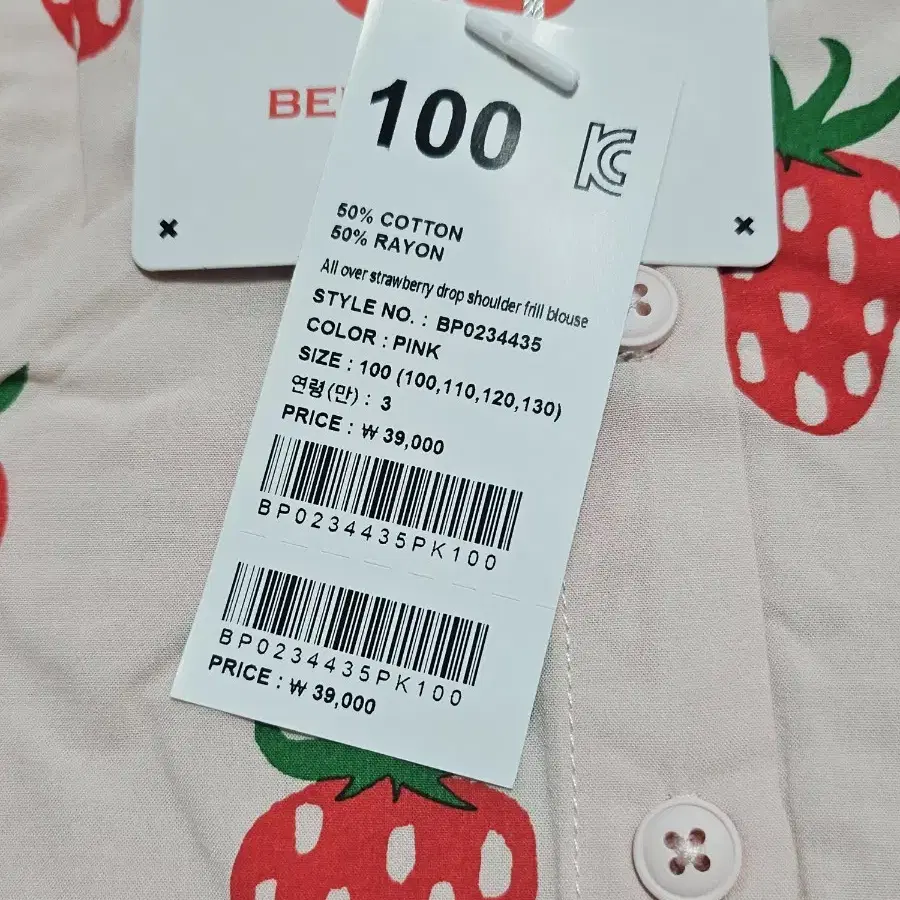 100
50% COTTON
50% RAYON
All over strawberry drop shoulder frill blouse
STYLE NO. : BP0234435
COLOR : PINK
SIZE : 100 (100,110,120,130)
연령(만) : 3
PRICE : ₩ 39,000
BP0234435PK100
BP0234435PK100
PRICE : ₩ 39,000